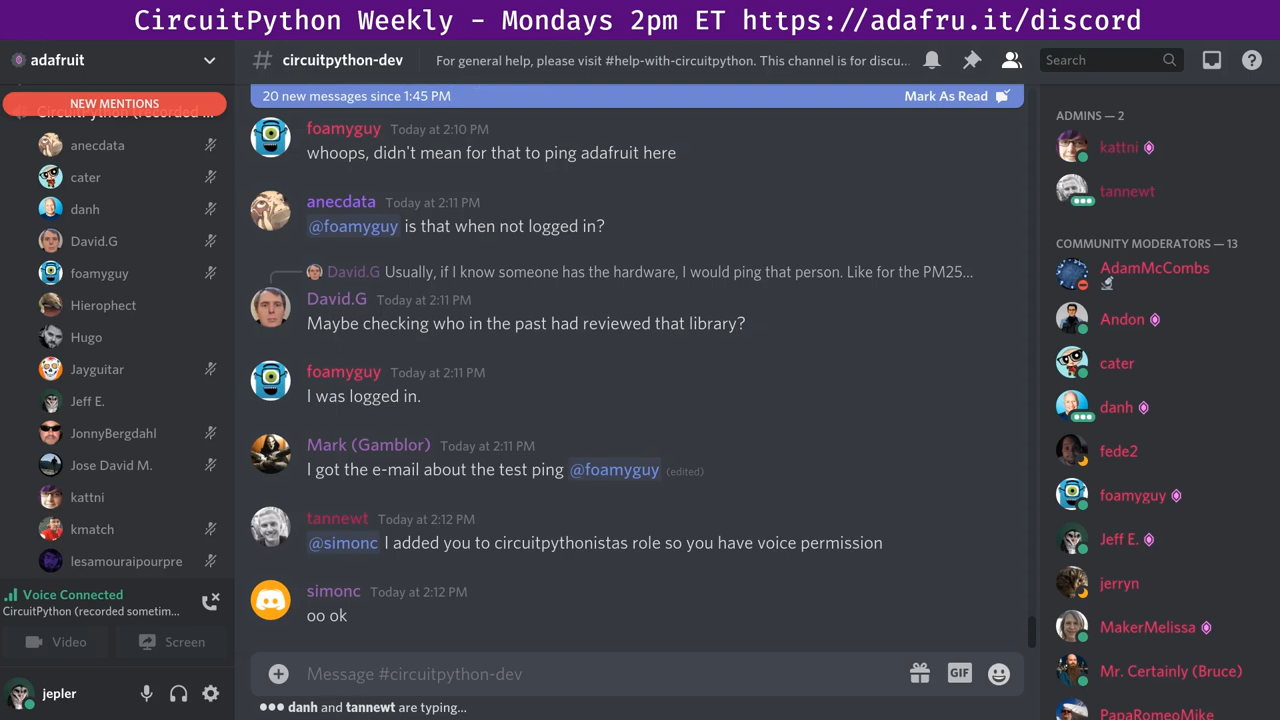 CircuitPython Weekly - Mondays 2pm ET https://adafru.it/discord
adafruit
NEW MENTIONS
CircuitPython (recorded ...
anecdata
cater
danh
David.G
foamyguy
Hierophect
Hugo
Jayguitar
Jeff E.
JonnyBergdahl
Jose David M.
kattni
kmatch
lesamouraipourpre
Voice Connected
CircuitPython (recorded sometim...
Video
Screen
jepler
# circuitpython-dev
For general help, please visit #help-with-circuitpython. This channel is for discu...
Search
20 new messages since 1:45 PM
Mark As Read
foamyguy Today at 2:10 PM
whoops, didn't mean for that to ping adafruit here
anecdata Today at 2:11 PM
@foamyguy is that when not logged in?
David.G Usually, if I know someone has the hardware, I would ping that person. Like for the PM25...
David.G Today at 2:11 PM
Maybe checking who in the past had reviewed that library?
foamyguy Today at 2:11 PM
I was logged in.
Mark (Gamblor) Today at 2:11 PM
I got the e-mail about the test ping @foamyguy (edited)
tannewt Today at 2:12 PM
@simonc I added you to circuitpythonistas role so you have voice permission
simonc Today at 2:12 PM
oo ok
Message #circuitpython-dev
GIF
danh and tannewt are typing...
ADMINS — 2
kattni
tannewt
COMMUNITY MODERATORS — 13
AdamMcCombs
Andon
cater
danh
fede2
foamyguy
Jeff E.
jerryn
MakerMelissa
Mr. Certainly (Bruce)
PapaRomeoMike